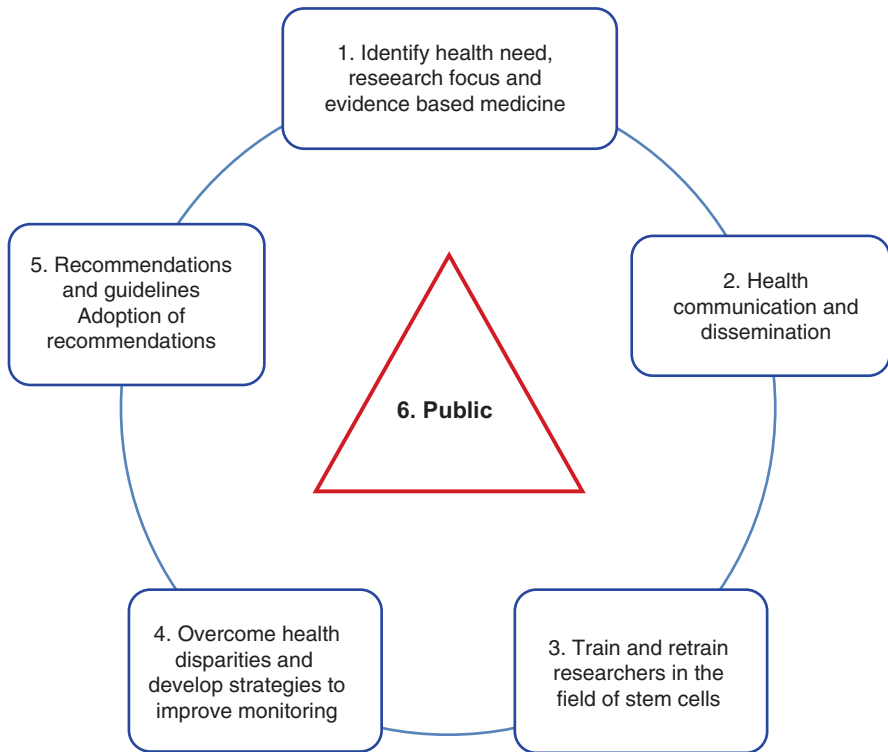 1. Identify health need,
reseearch focus and
evidence based medicine
2. Health
communication and
dissemination
3. Train and retrain
researchers in the
field of stem cells
4. Overcome health
disparities and
develop strategies to
improve monitoring
5. Recommendations
and guidelines
Adoption of
recommendations
6. Public